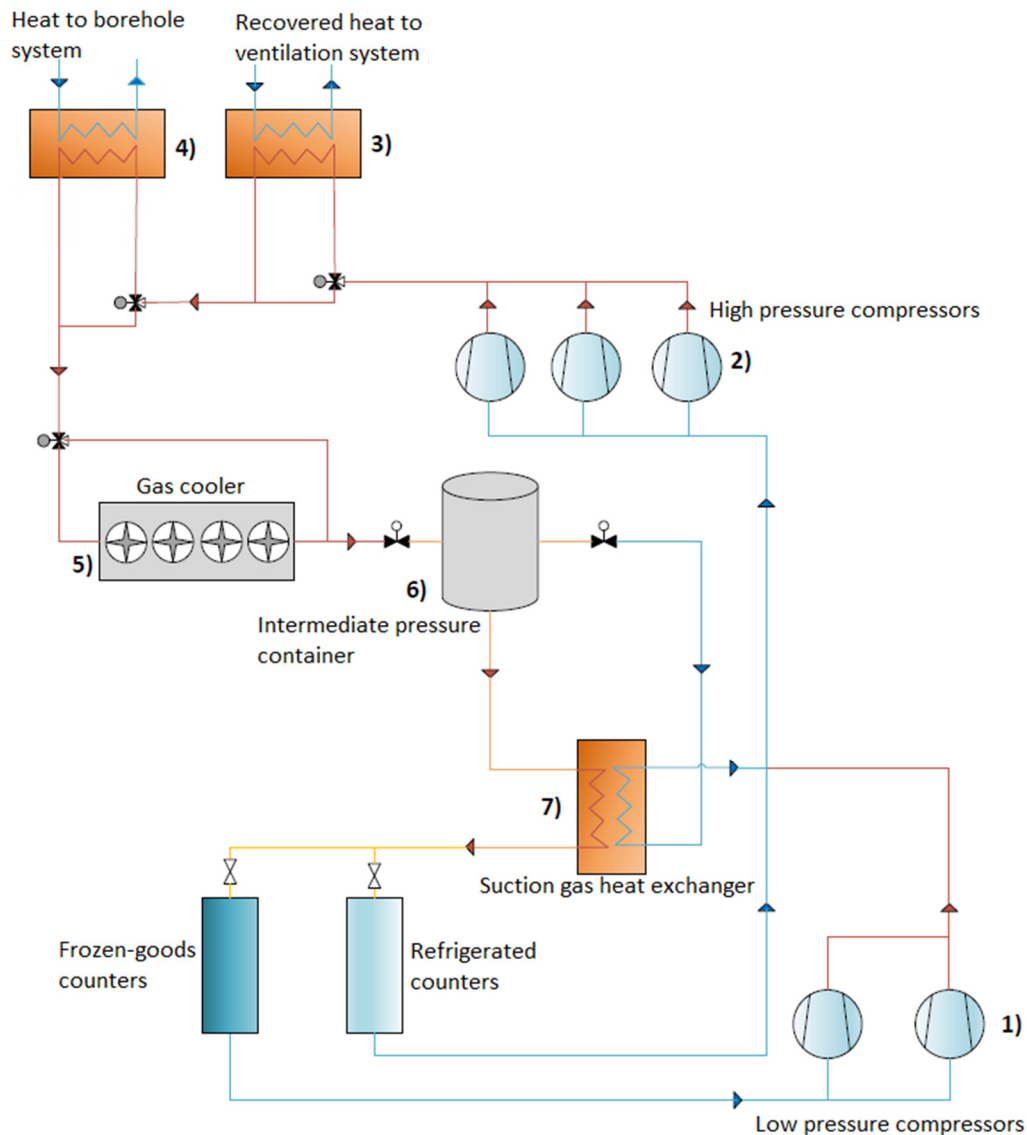 Heat to borehole
system
Recovered heat to
ventilation system
4)
3)
High pressure compressors
2)
Gas cooler
5)
6)
Intermediate pressure
container
7)
Suction gas heat exchanger
Frozen-goods
counters
Refrigerated
counters
1)
Low pressure compressors